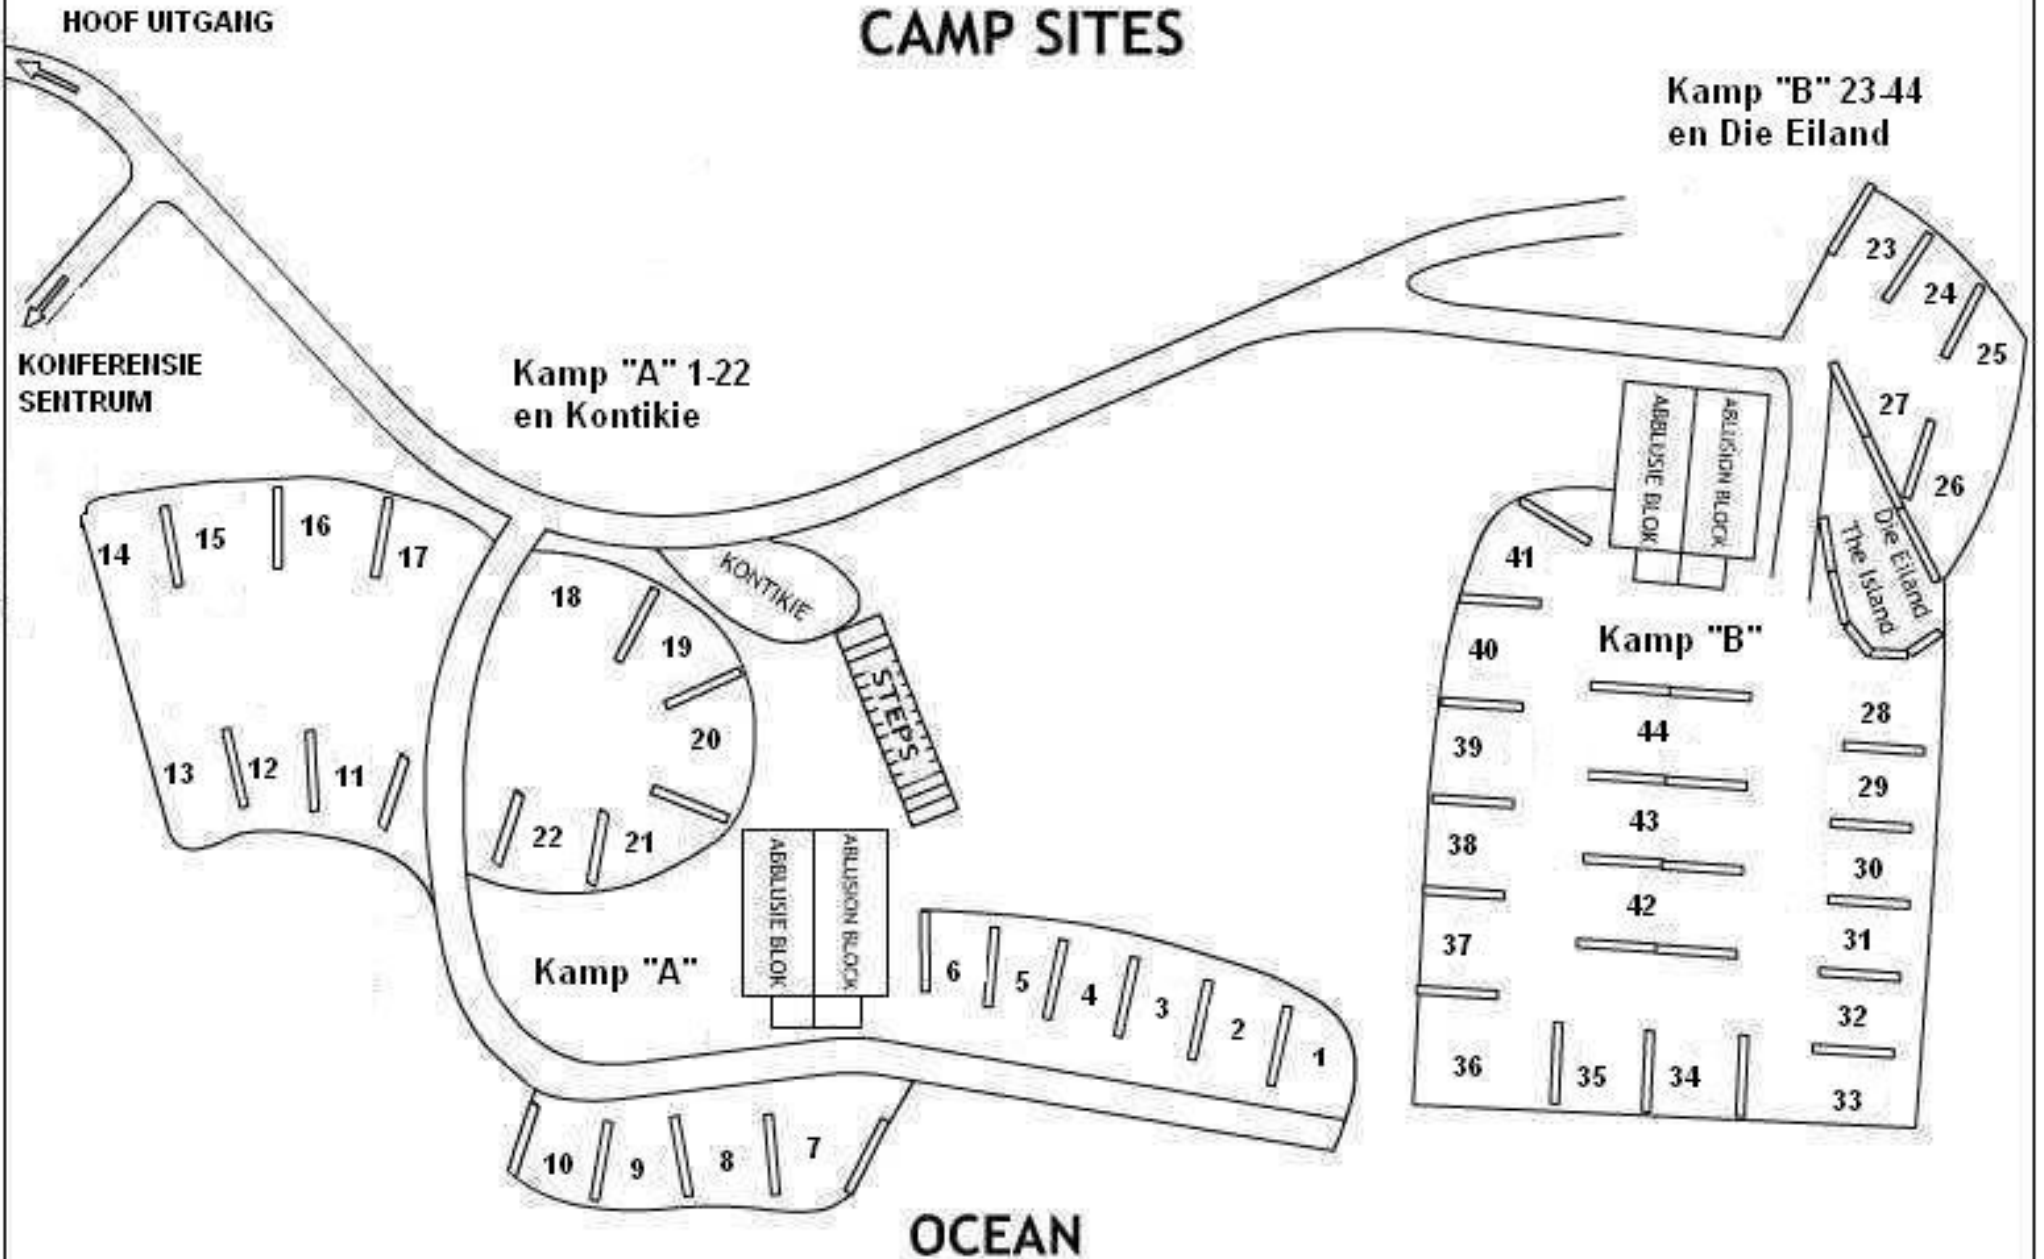 HOOF UITGANG
CAMP SITES
Kamp "B" 23-44
en Die Eiland
KONFERENSIE
SENTRUM
Kamp "A" 1-22
en Kontikie
23
24
25
27
26
ABBLUSIE BLOK
ABLUSION BLOCK
Die Eiland
The Island
14
15
16
17
18
19
20
21
22
KONTIKIE
STEPS
13
12
11
41
40
39
38
37
36
35
34
33
32
31
30
29
28
Kamp "B"
44
43
42
ABBLUSIE BLOK
ABLUSION BLOCK
Kamp "A"
6
5
4
3
2
1
10
9
8
7
OCEAN